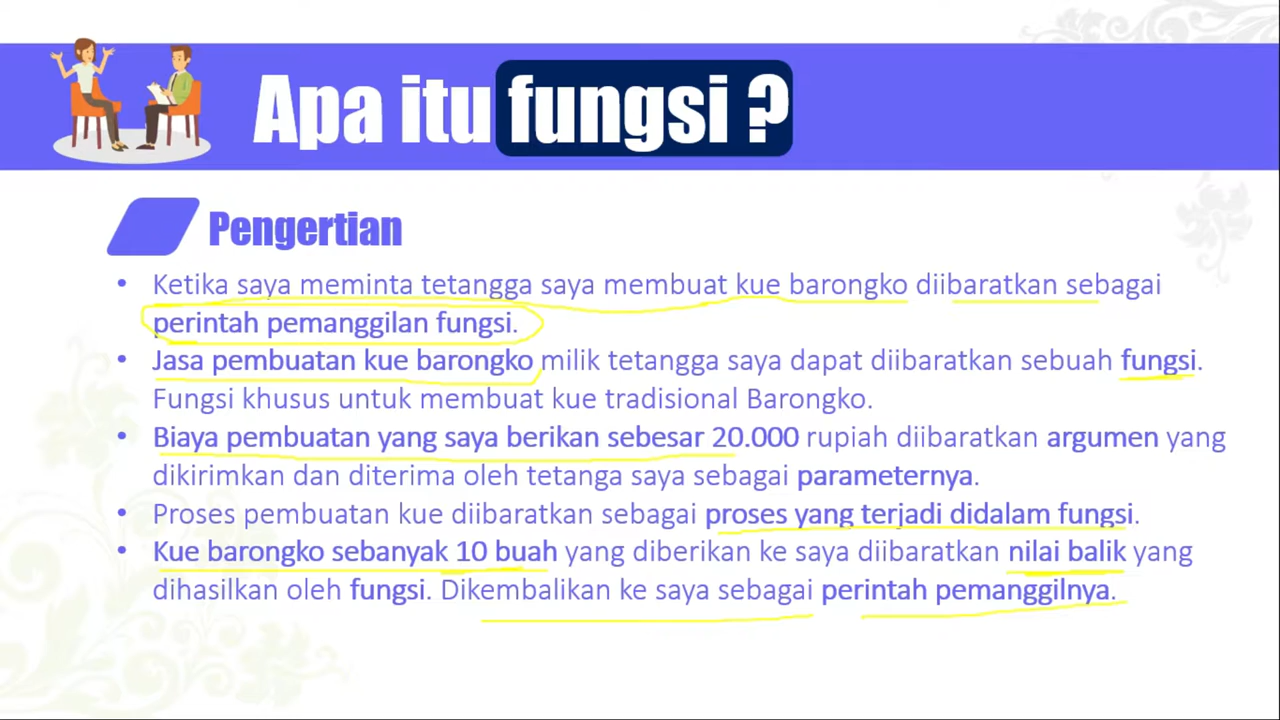 Apa itu fungsi ?
Pengertian
• Ketika saya meminta tetangga saya membuat kue barongko diibaratkan sebagai
perintah pemanggilan fungsi.
• Jasa pembuatan kue barongko milik tetangga saya dapat diibaratkan sebuah fungsi.
Fungsi khusus untuk membuat kue tradisional Barongko.
• Biaya pembuatan yang saya berikan sebesar 20.000 rupiah diibaratkan argumen yang
dikirimkan dan diterima oleh tetanga saya sebagai parameternya.
• Proses pembuatan kue diibaratkan sebagai proses yang terjadi didalam fungsi.
• Kue barongko sebanyak 10 buah yang diberikan ke saya diibaratkan nilai balik yang
dihasilkan oleh fungsi. Dikembalikan ke saya sebagai perintah pemanggilnya.